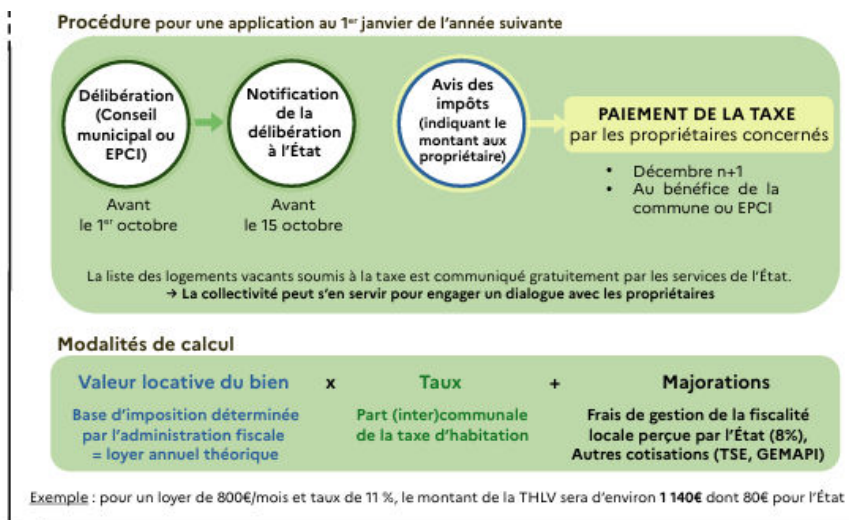 Procédure pour une application au 1er janvier de l'année suivante
Délibération
(Conseil
municipal ou
EPCI)
Notification
de la
délibération
à l'État
Avis des
impôts
(indiquant le
montant aux
propriétaire)
PAIEMENT DE LA TAXE
par les propriétaires concernés
• Décembre n+1
• Au bénéfice de la
commune ou EPCI
Avant
le 1er octobre
Avant
le 15 octobre
La liste des logements vacants soumis à la taxe est communiqué gratuitement par les services de l'État.
→ La collectivité peut s'en servir pour engager un dialogue avec les propriétaires
Modalités de calcul
Valeur locative du bien x Taux + Majorations
Base d'imposition déterminée
par l'administration fiscale
= loyer annuel théorique
Part (inter)communale
de la taxe d'habitation
Frais de gestion de la fiscalité
locale perçue par l'État (8%),
Autres cotisations (TSE, GEMAPI)
Exemple : pour un loyer de 800€/mois et taux de 11 %, le montant de la THLV sera d'environ 1 140€ dont 80€ pour l'État